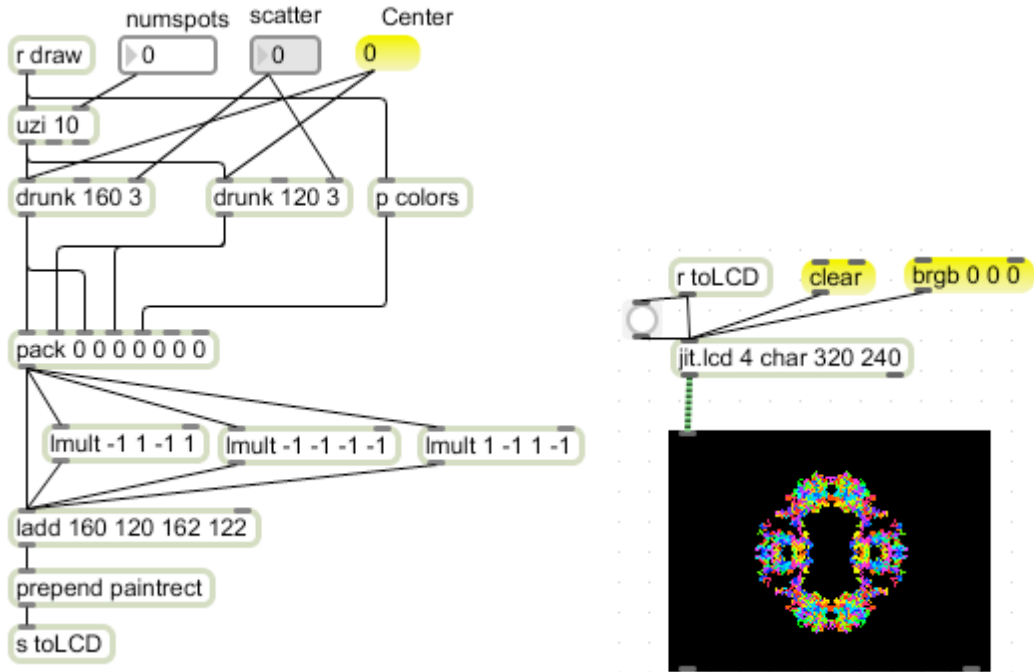 numspots
scatter
Center
r draw
0
0
0
uzi 10
drunk 160 3
drunk 120 3
p colors
pack 0 0 0 0 0 0 0
lmult -1 1 -1 1
lmult -1 -1 -1 -1
lmult 1 -1 1 -1
ladd 160 120 162 122
prepend paintrect
s toLCD
r toLCD
clear
brgb 0 0 0
jit.lcd 4 char 320 240